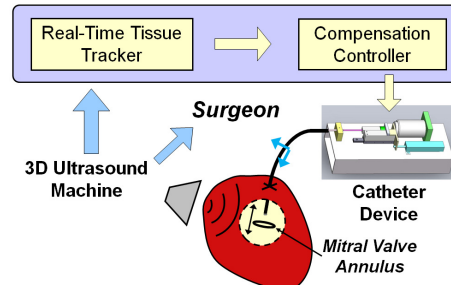 Real-Time Tissue
Tracker
Compensation
Controller
Surgeon
3D Ultrasound
Machine
Catheter
Device
Mitral Valve
Annulus